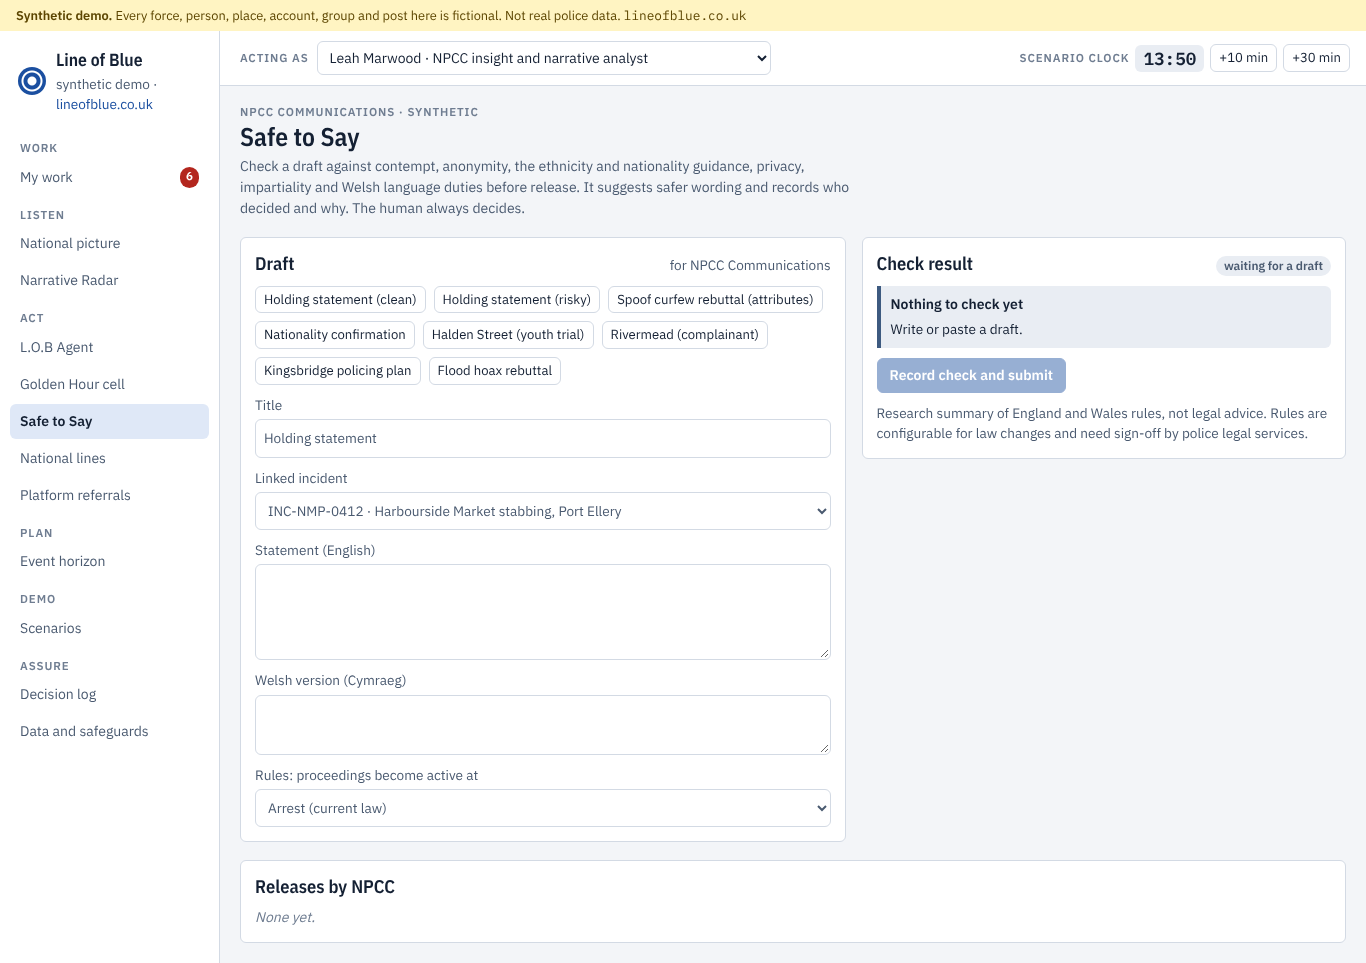 Synthetic demo. Every force, person, place, account, group and post here is fictional. Not real police data. lineofblue.co.uk
Line of Blue
synthetic demo ·
lineofblue.co.uk
WORK
My work 6
LISTEN
National picture
Narrative Radar
ACT
L.O.B Agent
Golden Hour cell
Safe to Say
National lines
Platform referrals
PLAN
Event horizon
DEMO
Scenarios
ASSURE
Decision log
Data and safeguards
ACTING AS Leah Marwood · NPCC insight and narrative analyst
SCENARIO CLOCK 13:50 +10 min +30 min
NPCC COMMUNICATIONS · SYNTHETIC
Safe to Say
Check a draft against contempt, anonymity, the ethnicity and nationality guidance, privacy,
impartiality and Welsh language duties before release. It suggests safer wording and records who
decided and why. The human always decides.
Draft for NPCC Communications
Holding statement (clean) Holding statement (risky) Spoof curfew rebuttal (attributes)
Nationality confirmation Halden Street (youth trial) Rivermead (complainant)
Kingsbridge policing plan Flood hoax rebuttal
Title
Holding statement
Linked incident
INC-NMP-0412 · Harbourside Market stabbing, Port Ellery
Statement (English)
Welsh version (Cymraeg)
Rules: proceedings become active at
Arrest (current law)
Check result waiting for a draft
Nothing to check yet
Write or paste a draft.
Record check and submit
Research summary of England and Wales rules, not legal advice. Rules are
configurable for law changes and need sign-off by police legal services.
Releases by NPCC
None yet.